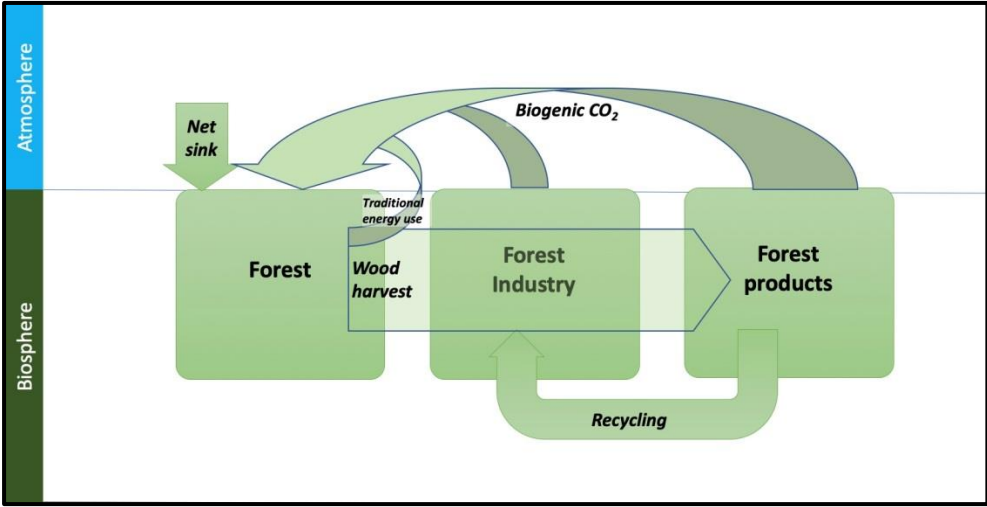 Atmosphere
Biosphere
Net
sink
Biogenic CO₂
Traditional
energy use
Forest
Wood
harvest
Forest
Industry
Forest
products
Recycling